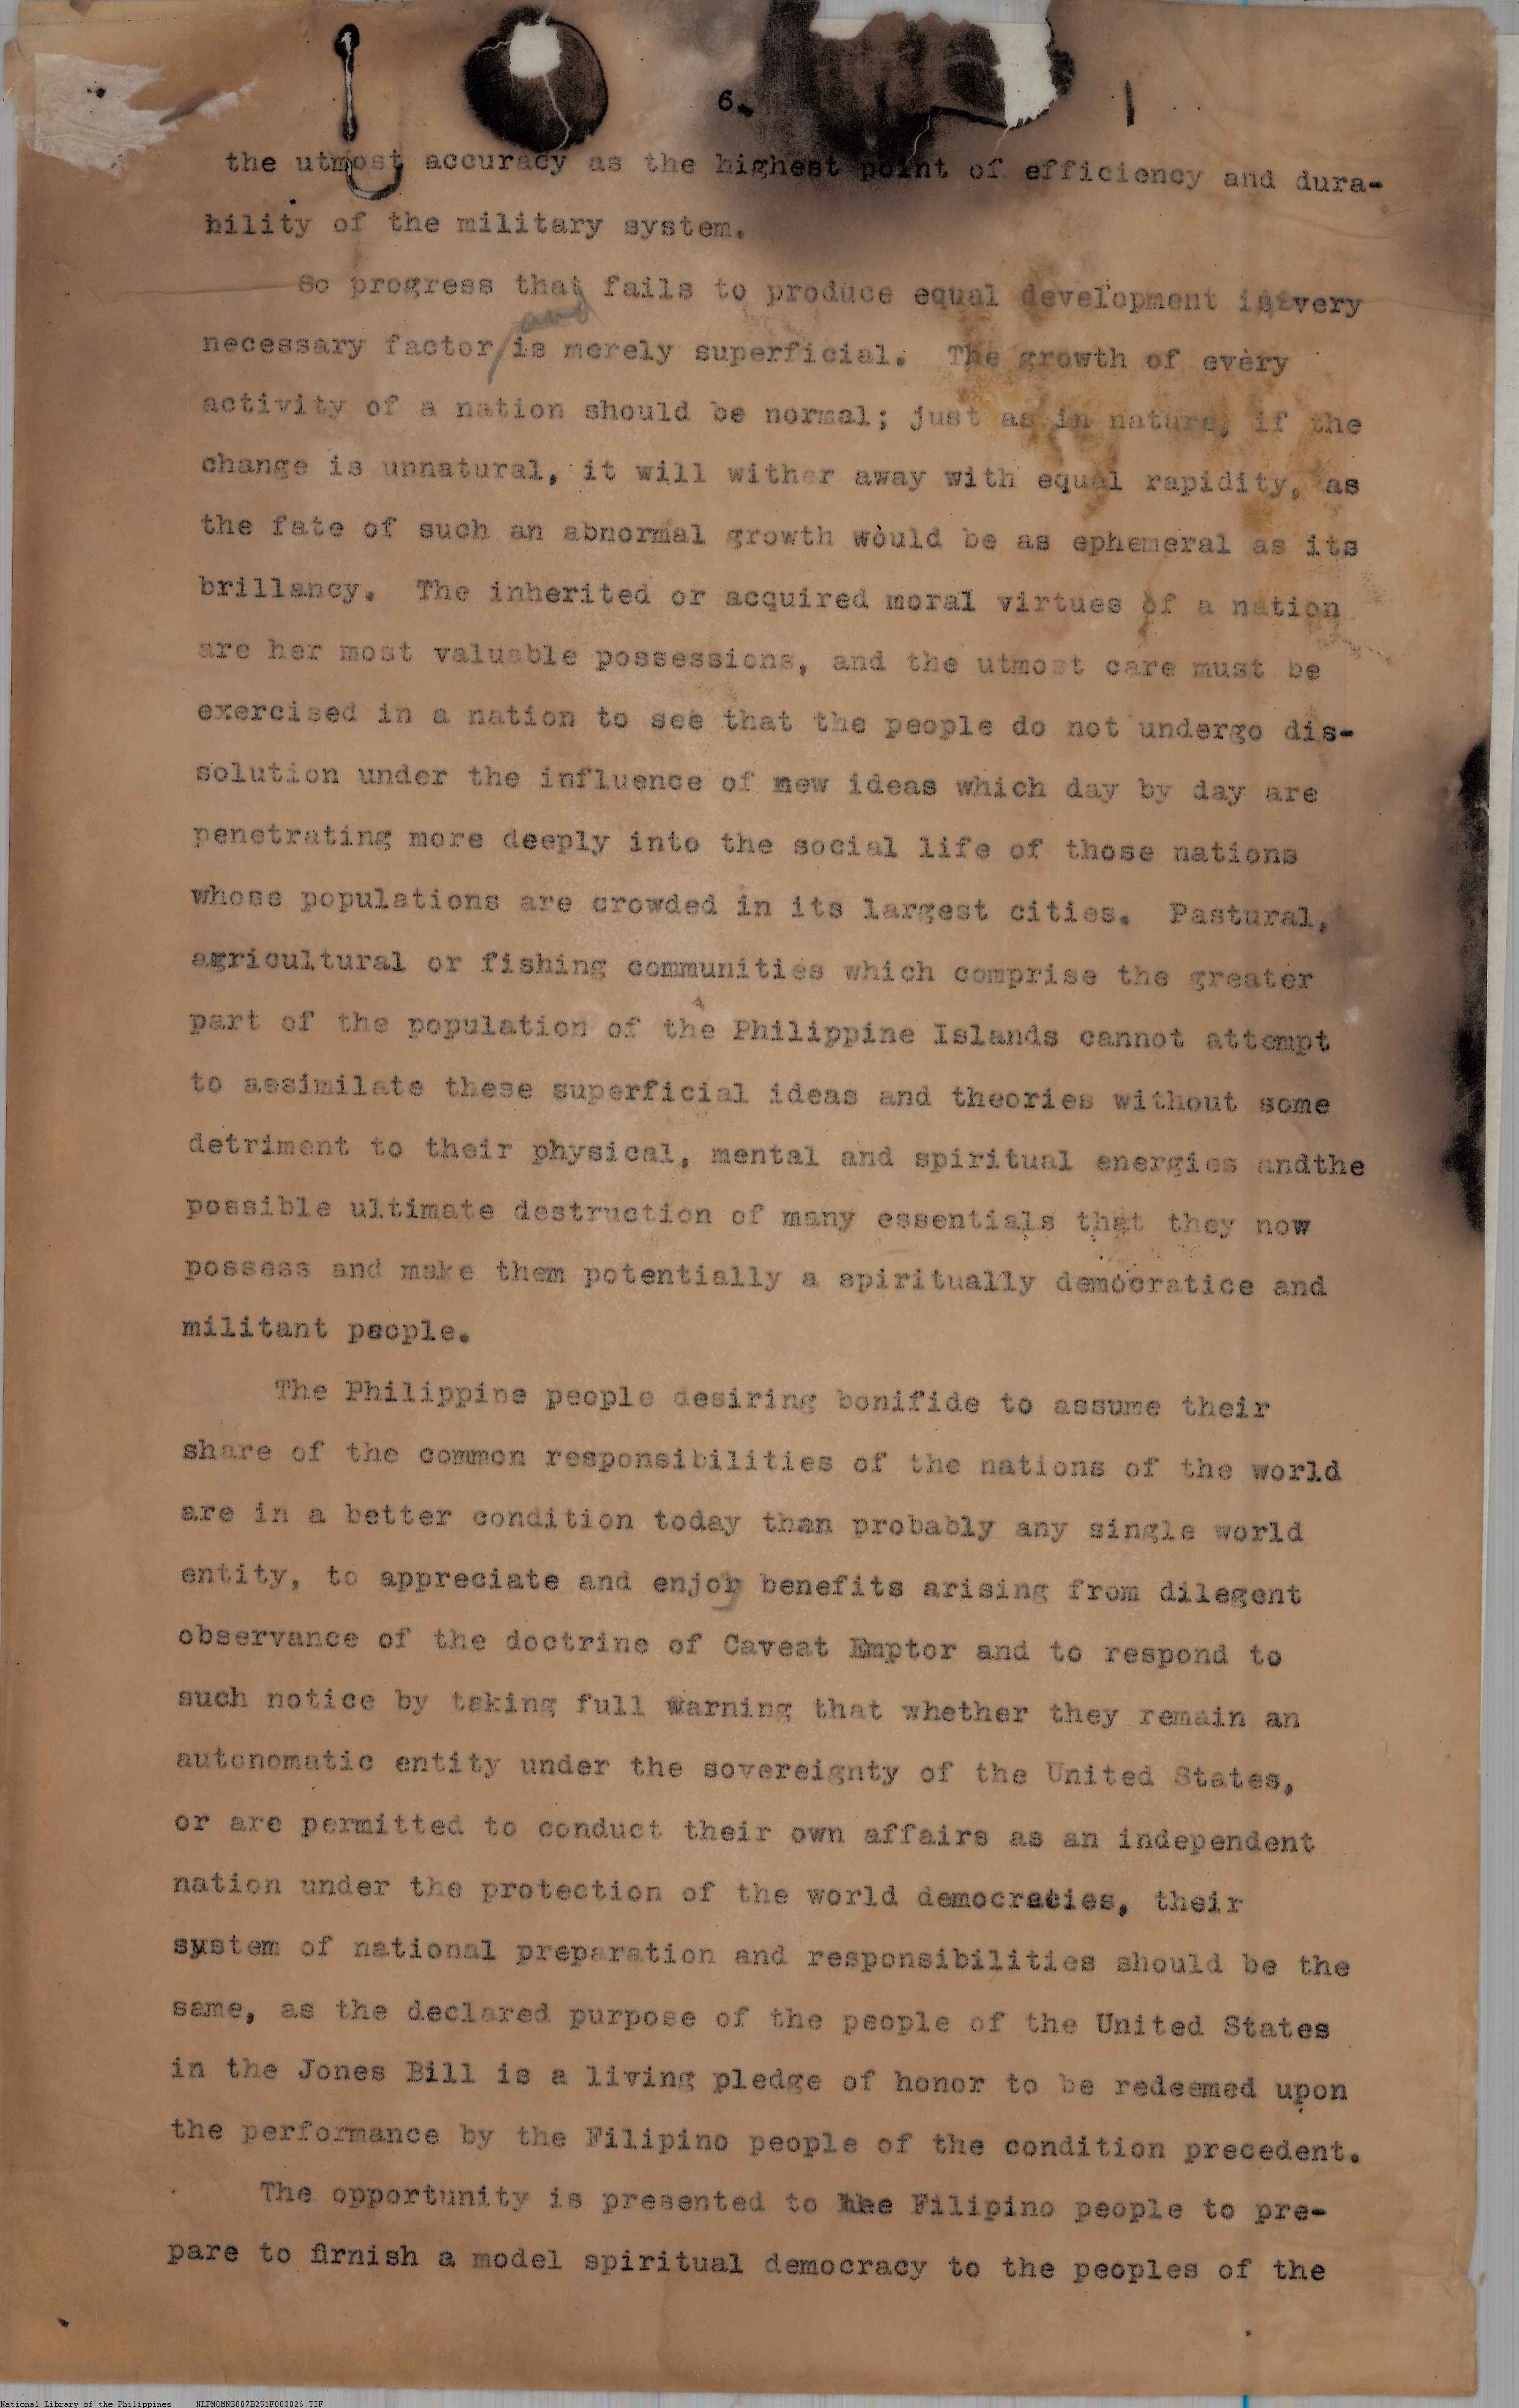 6.
the utmost accuracy as the highest point of efficiency and dura-
bility of the military system.
So progress that fails to produce equal development is very
and
necessary factor/is merely superficial. The growth of every
activity of a nation should be normal; just as in nature, if the
change is unnatural, it will wither away with equal rapidity, as
the fate of such an abnormal growth would be as ephemeral as its
brillancy. The inherited or acquired moral virtues of a nation
are her most valuable possessions, and the utmost care must be
exercised in a nation to see that the people do not undergo dis-
solution under the influence of new ideas which day by day are
penetrating more deeply into the social life of those nations
whose populations are crowded in its largest cities. Pastural,
agricultural or fishing communities which comprise the greater
part of the population of the Philippine Islands cannot attempt
to assimilate these superficial ideas and theories without some
detriment to their physical, mental and spiritual energies andthe
possible ultimate destruction of many essentials that they now
possess and make them potentially a spiritually democratice and
militant people.
The Philippine people desiring bonifide to assume their
share of the common responsibilities of the nations of the world
are in a better condition today than probably any single world
entity, to appreciate and enjoy benefits arising from dilegent
observance of the doctrine of Caveat Emptor and to respond to
such notice by taking full warning that whether they remain an
autonomatic entity under the sovereignty of the United States,
or are permitted to conduct their own affairs as an independent
nation under the protection of the world democracies, their
system of national preparation and responsibilities should be the
same, as the declared purpose of the people of the United States
in the Jones Bill is a living pledge of honor to be redeemed upon
the performance by the Filipino people of the condition precedent.
The opportunity is presented to the Filipino people to pre-
pare to firnish a model spiritual democracy to the peoples of the
National Library of the Philippines NLPMQMNS007B251F003026.TIF